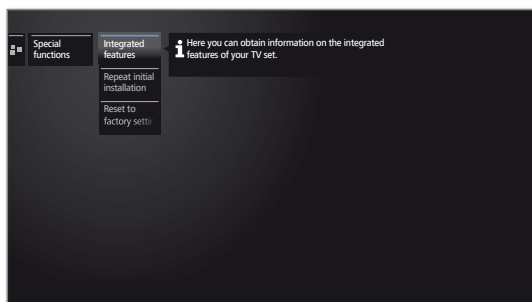 Special
functions
Integrated
features
Here you can obtain information on the integrated
features of your TV set.
Repeat initial
installation
Reset to
factory settin